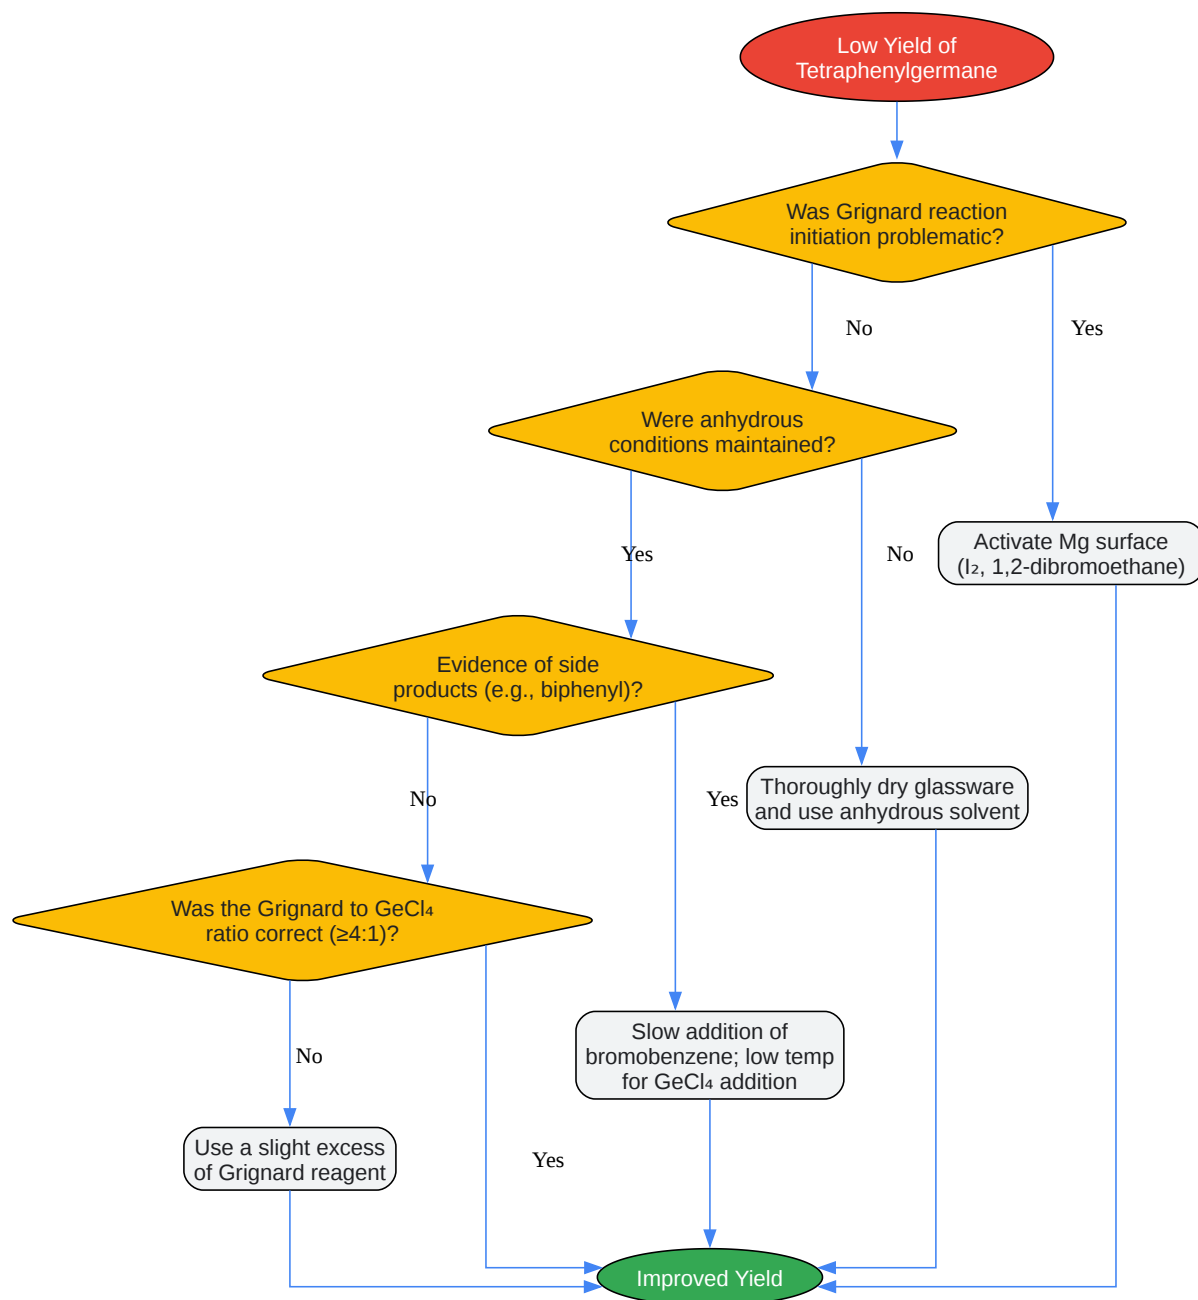 Low Yield of
Tetraphenylgermane
Was Grignard reaction
initiation problematic?
No
Yes
Were anhydrous
conditions maintained?
Yes
No
Activate Mg surface
(I₂, 1,2-dibromoethane)
Evidence of side
products (e.g., biphenyl)?
No
Yes
Thoroughly dry glassware
and use anhydrous solvent
Was the Grignard to GeCl₄
ratio correct (≥4:1)?
No
Yes
Slow addition of
bromobenzene; low temp
for GeCl₄ addition
Use a slight excess
of Grignard reagent
Improved Yield